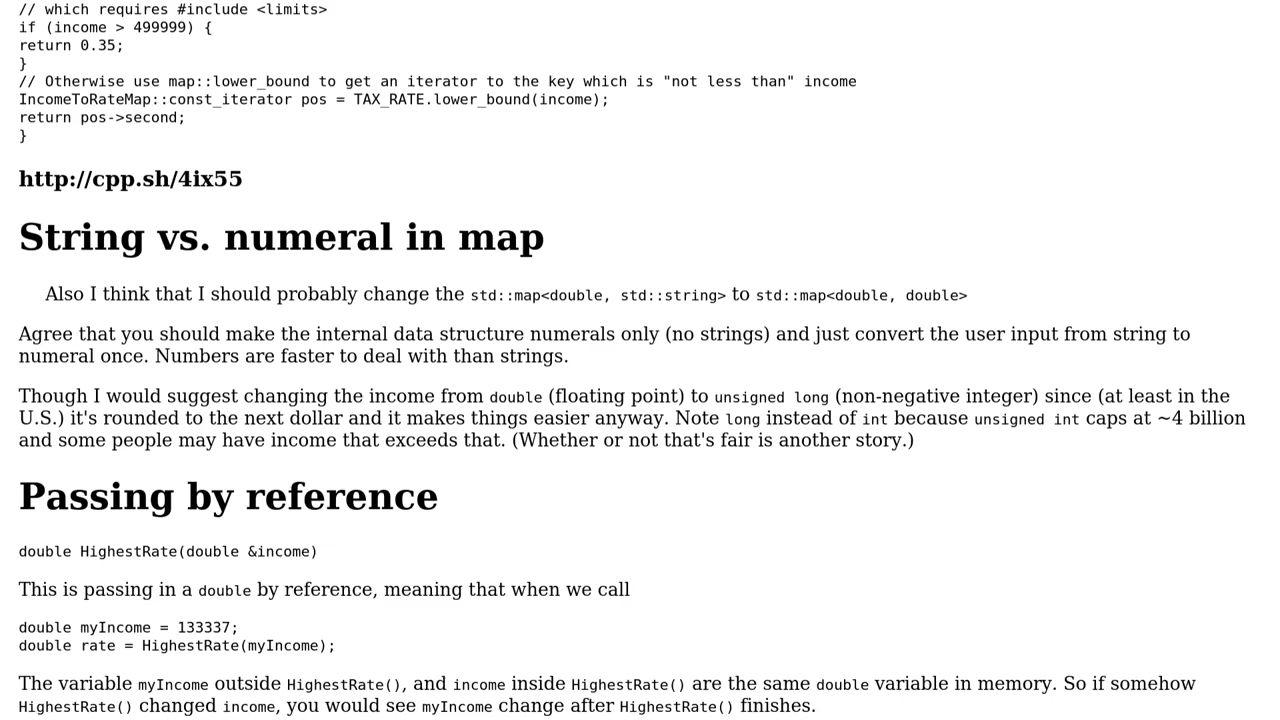 // which requires #include <limits>
if (income > 499999) {
return 0.35;
}
// Otherwise use map::lower_bound to get an iterator to the key which is "not less than" income
IncomeToRateMap::const_iterator pos = TAX_RATE.lower_bound(income);
return pos->second;
}
http://cpp.sh/4ix55
String vs. numeral in map
Also I think that I should probably change the std::map<double, std::string> to std::map<double, double>
Agree that you should make the internal data structure numerals only (no strings) and just convert the user input from string to
numeral once. Numbers are faster to deal with than strings.
Though I would suggest changing the income from double (floating point) to unsigned long (non-negative integer) since (at least in the
U.S.) it's rounded to the next dollar and it makes things easier anyway. Note long instead of int because unsigned int caps at ~4 billion
and some people may have income that exceeds that. (Whether or not that's fair is another story.)
Passing by reference
double HighestRate(double &income)
This is passing in a double by reference, meaning that when we call
double myIncome = 133337;
double rate = HighestRate(myIncome);
The variable myIncome outside HighestRate(), and income inside HighestRate() are the same double variable in memory. So if somehow
HighestRate() changed income, you would see myIncome change after HighestRate() finishes.